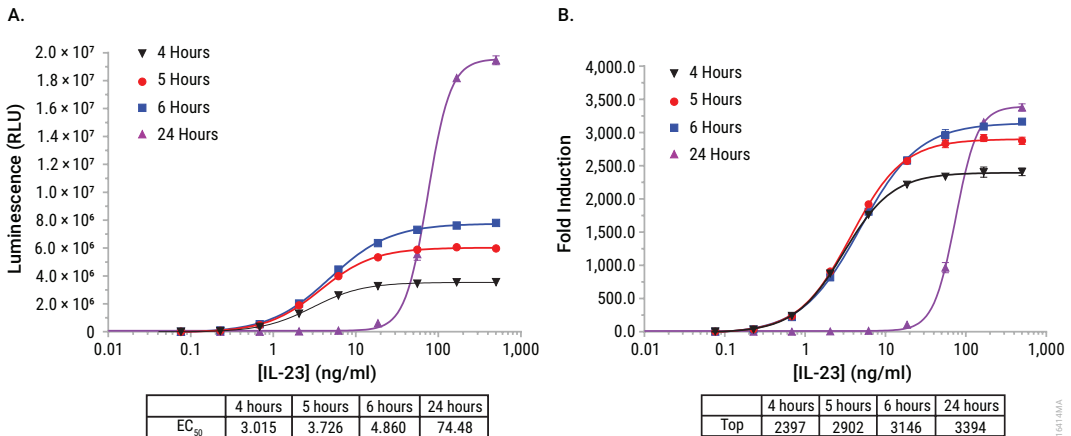 A.
Luminescence (RLU)
2.0 × 10⁷
1.8 × 10⁷
1.6 × 10⁷
1.4 × 10⁷
1.2 × 10⁷
1.0 × 10⁷
8.0 × 10⁶
6.0 × 10⁶
4.0 × 10⁶
2.0 × 10⁶
0
4 Hours
5 Hours
6 Hours
24 Hours
0.01 0.1 1 10 100 1,000
[IL-23] (ng/ml)
4 hours 5 hours 6 hours 24 hours
EC₅₀ 3.015 3.726 4.860 74.48
B.
Fold Induction
4,000.0
3,500.0
3,000.0
2,500.0
2,000.0
1,500.0
1,000.0
500.0
0.0
4 Hours
5 Hours
6 Hours
24 Hours
0.01 0.1 1 10 100 1,000
[IL-23] (ng/ml)
4 hours 5 hours 6 hours 24 hours
Top 2397 2902 3146 3394
16414MA